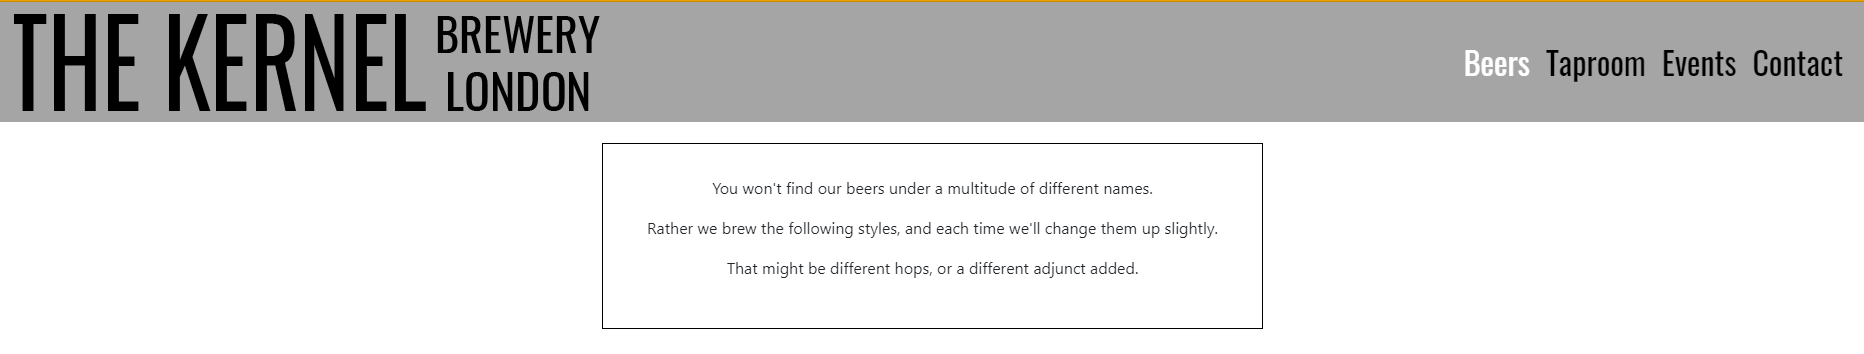 THE KERNEL
BREWERY
LONDON
Beers Taproom Events Contact
You won't find our beers under a multitude of different names.
Rather we brew the following styles, and each time we'll change them up slightly.
That might be different hops, or a different adjunct added.